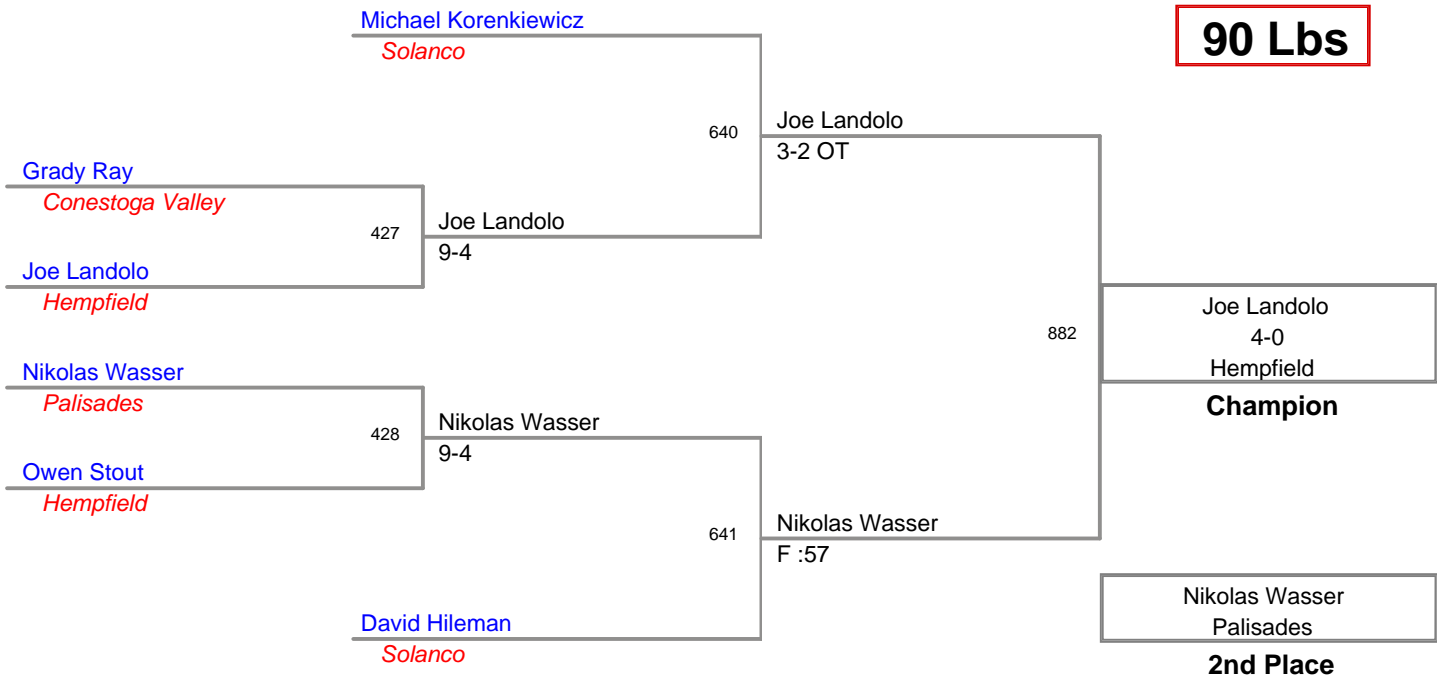 Michael Korenkiewicz
Solanco
90 Lbs
640
Joe Landolo
3-2 OT
Grady Ray
Conestoga Valley
427
Joe Landolo
9-4
Joe Landolo
Hempfield
882
Joe Landolo
4-0
Hempfield
Champion
Nikolas Wasser
Palisades
428
Nikolas Wasser
9-4
Owen Stout
Hempfield
641
Nikolas Wasser
F :57
David Hileman
Solanco
Nikolas Wasser
Palisades
2nd Place